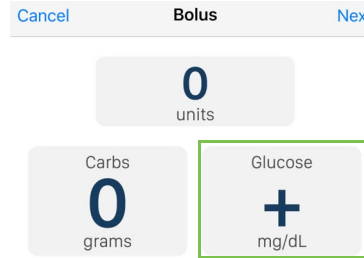 Cancel Bolus Nex
0
units
Carbs Glucose
0 +
grams mg/dL